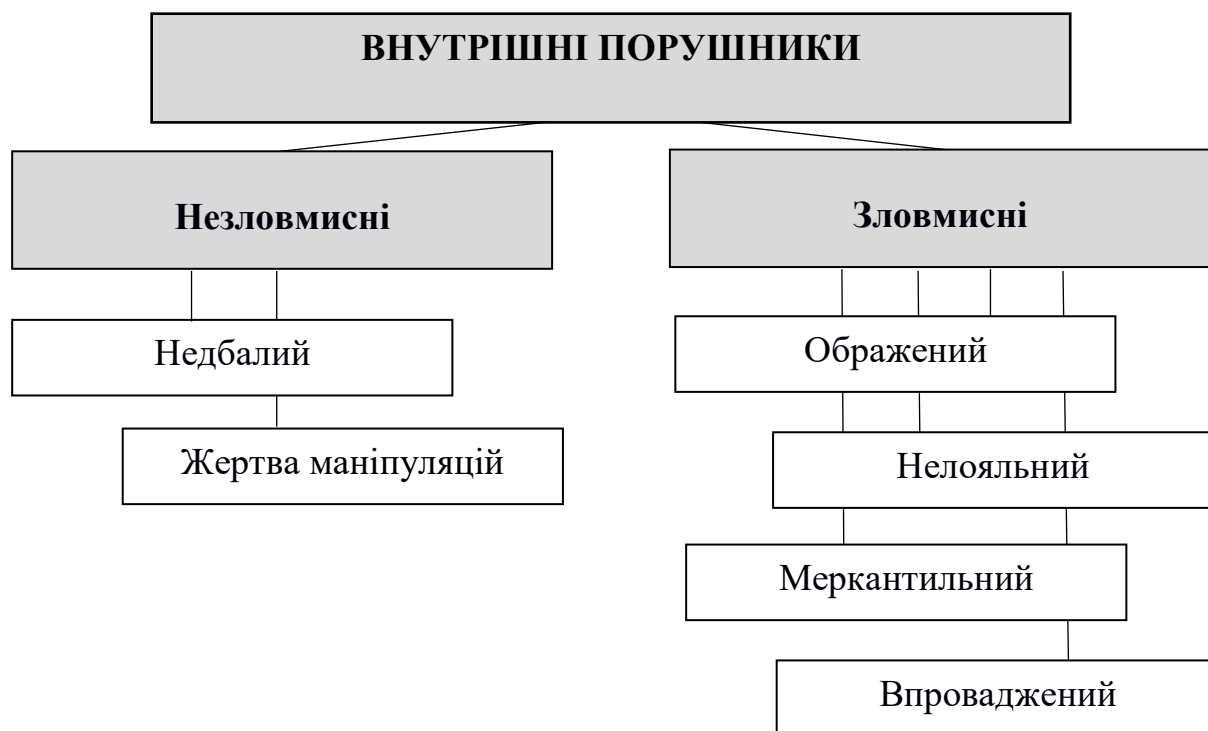 ВНУТРІШНІ ПОРУШНИКИ
Незловмисні
Зловмисні
Недбалий
Ображений
Жертва маніпуляцій
Нелояльний
Меркантильний
Впроваджений